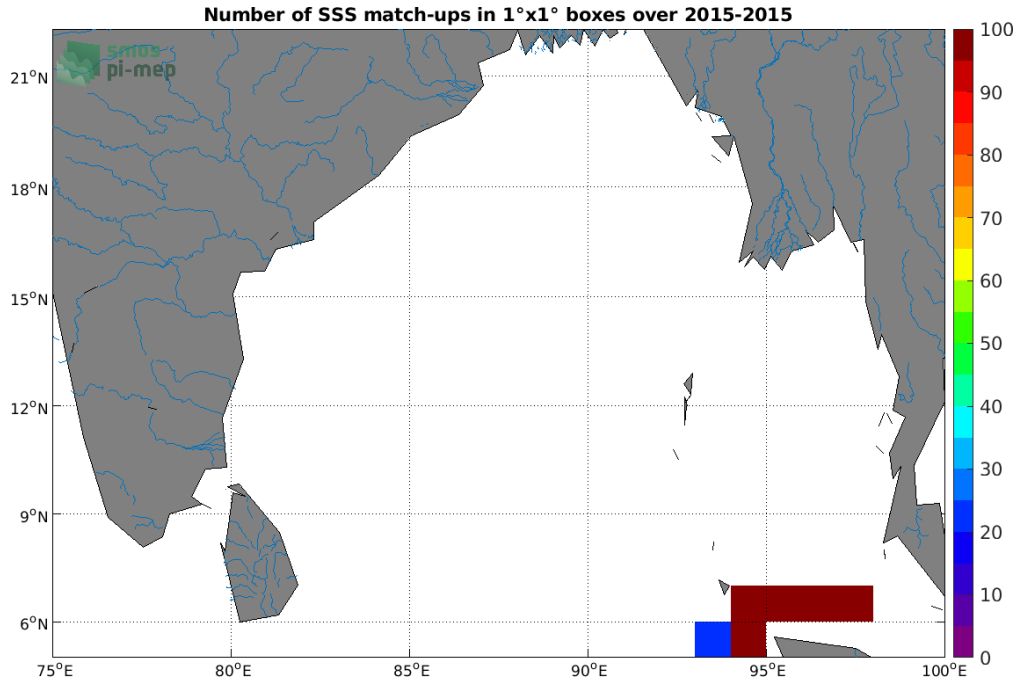 Number of SSS match-ups in 1°x1° boxes over 2015-2015
smos
pi-mep
21°N
18°N
15°N
12°N
9°N
6°N
75°E 80°E 85°E 90°E 95°E 100°E
100
90
80
70
60
50
40
30
20
10
0